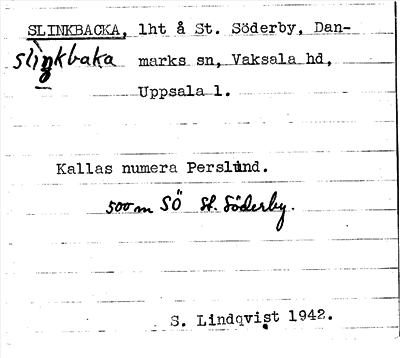 SLINKBACKA, lht å St. Söderby, Dan-
slingkbaka marks sn, Vaksala hd,
Uppsala l.
Kallas numera Perslund.
500 m SÖ St. Söderby.
S. Lindqvist 1942.